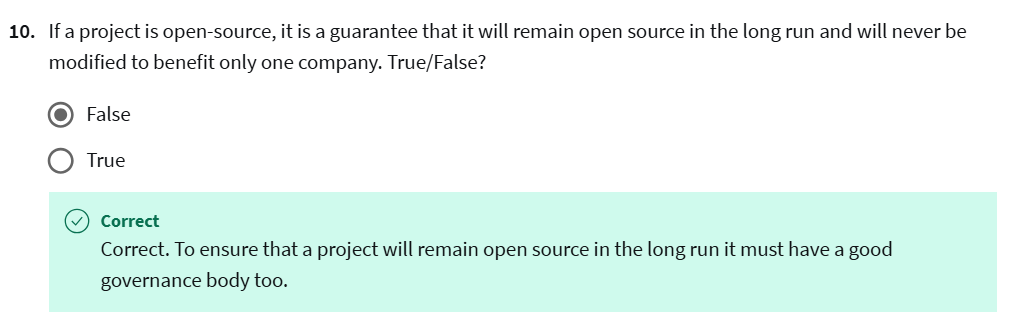 10. If a project is open-source, it is a guarantee that it will remain open source in the long run and will never be
modified to benefit only one company. True/False?
False
True
Correct
Correct. To ensure that a project will remain open source in the long run it must have a good
governance body too.